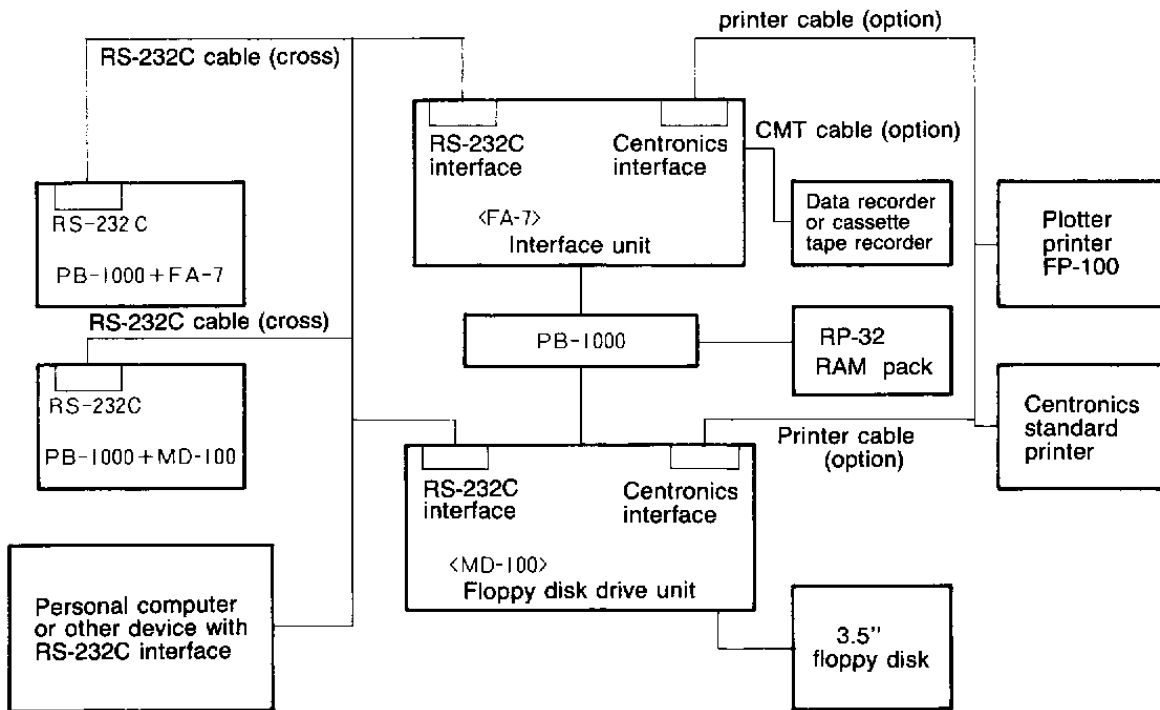 printer cable (option)
RS-232C cable (cross)
RS-232C
interface
Centronics
interface
<FA-7>
Interface unit
CMT cable (option)
Data recorder
or cassette
tape recorder
Plotter
printer
FP-100
RS-232C
PB-1000+FA-7
RS-232C cable (cross)
PB-1000
RP-32
RAM pack
RS-232C
PB-1000+MD-100
RS-232C
interface
Centronics
interface
<MD-100>
Floppy disk drive unit
Printer cable
(option)
Centronics
standard
printer
Personal computer
or other device with
RS-232C interface
3.5''
floppy disk